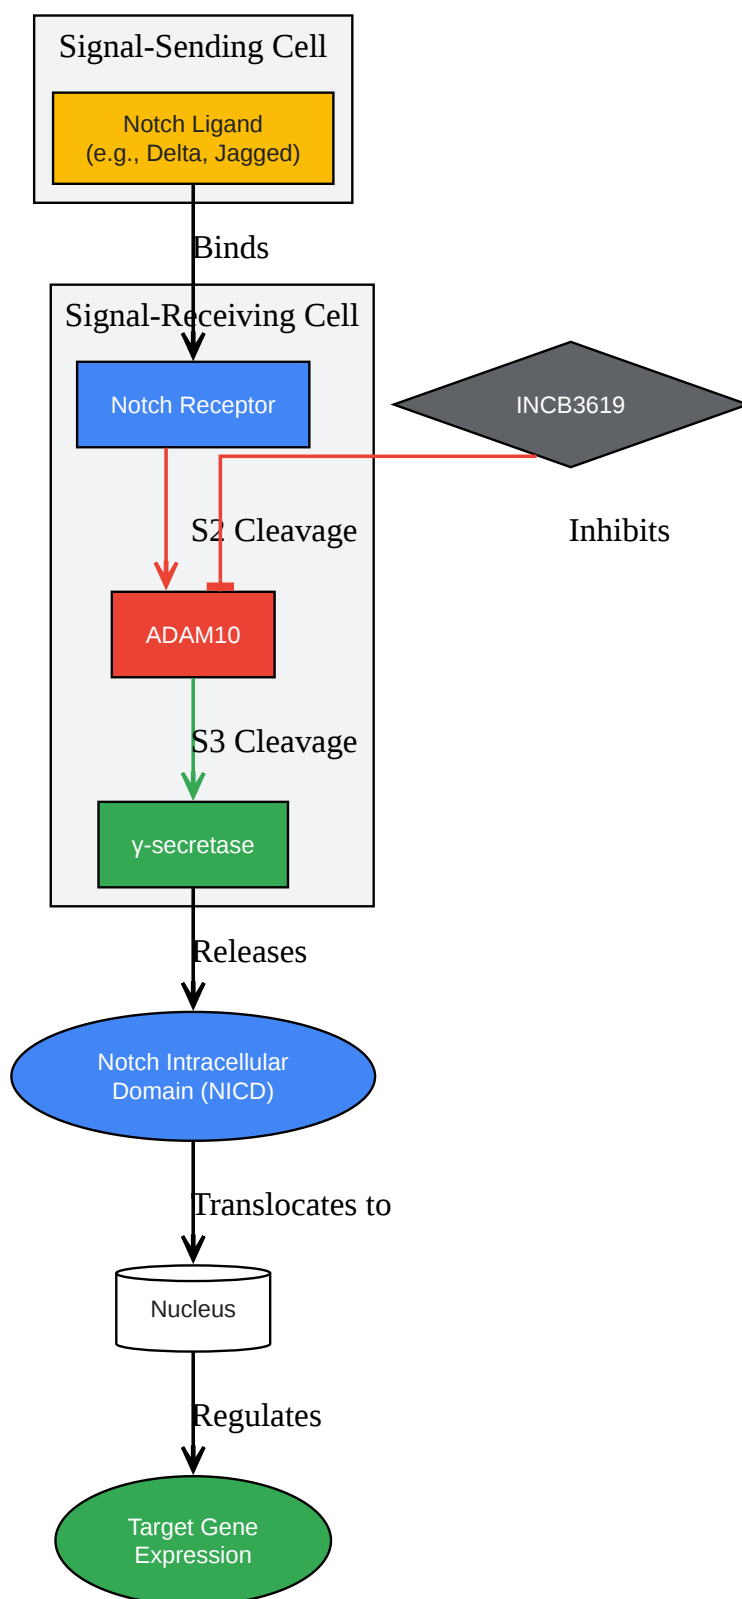 Signal-Sending Cell
Notch Ligand
(e.g., Delta, Jagged)
Binds
Signal-Receiving Cell
Notch Receptor
INCB3619
S2 Cleavage
Inhibits
ADAM10
S3 Cleavage
γ-secretase
Releases
Notch Intracellular
Domain (NICD)
Translocates to
Nucleus
Regulates
Target Gene
Expression